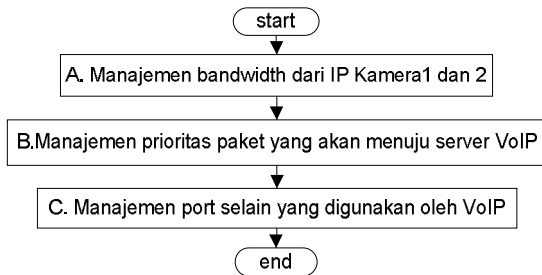 start
A. Manajemen bandwidth dari IP Kamera1 dan 2
B.Manajemen prioritas paket yang akan menuju server VoIP
C. Manajemen port selain yang digunakan oleh VoIP
end